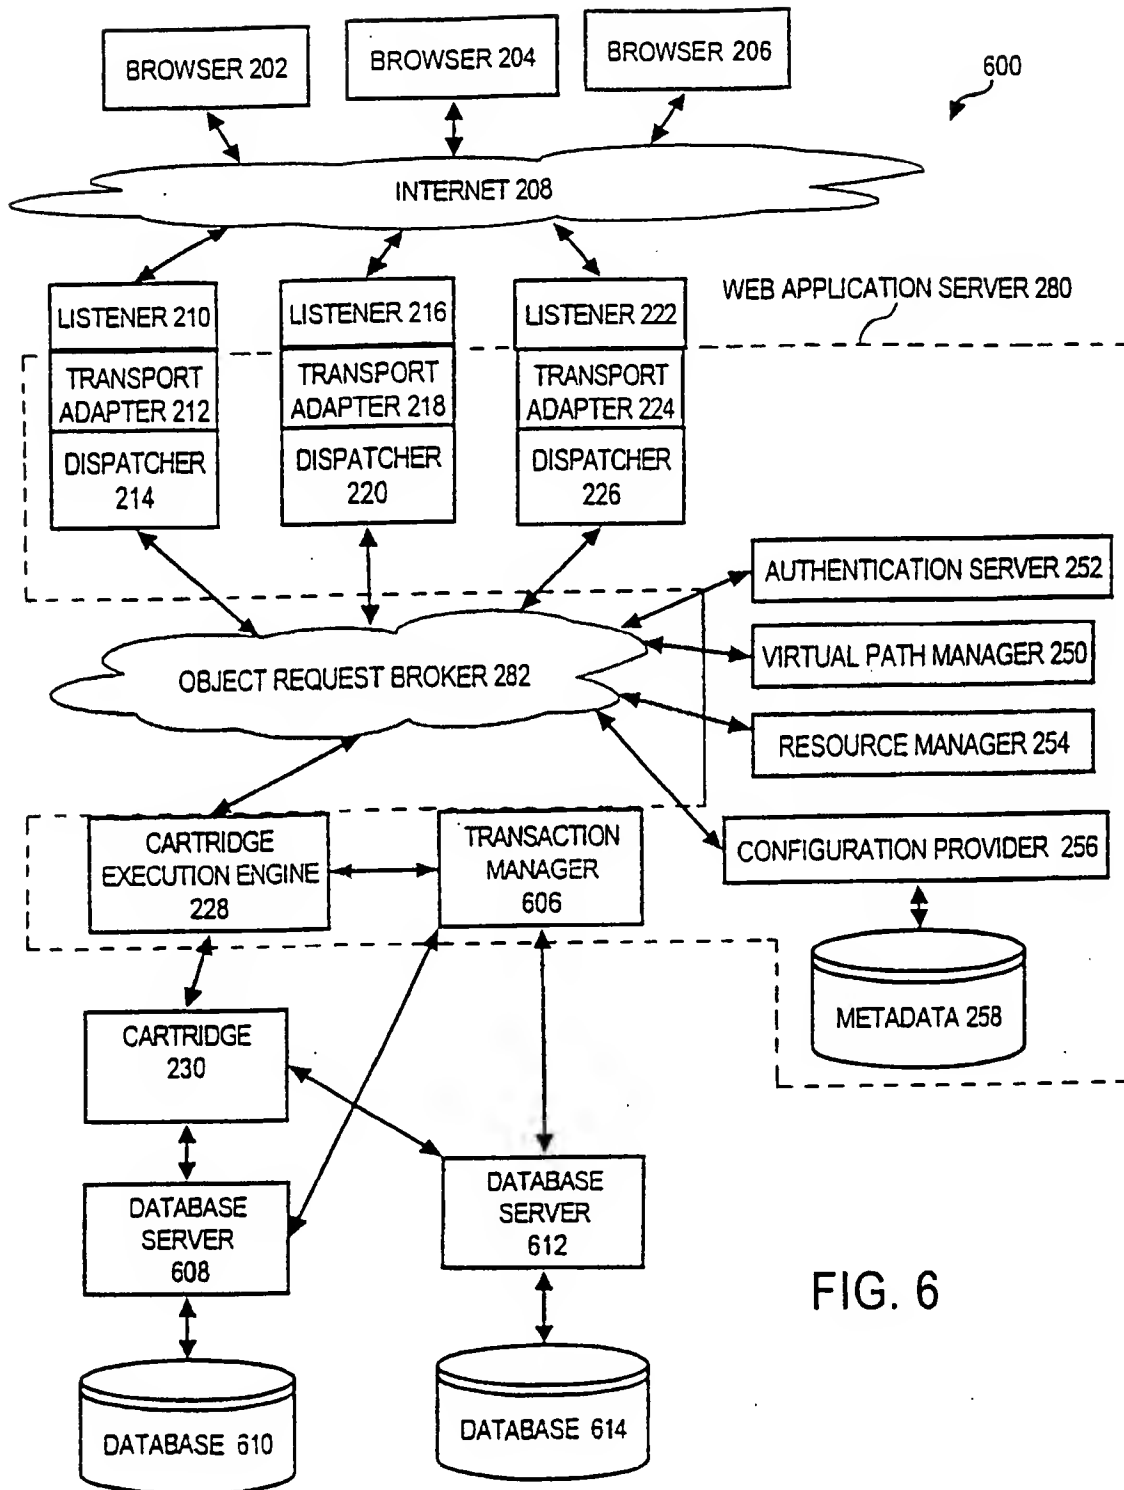 BROWSER 202
BROWSER 204
BROWSER 206
600
INTERNET 208
WEB APPLICATION SERVER 280
LISTENER 210
TRANSPORT
ADAPTER 212
DISPATCHER
214
LISTENER 216
TRANSPORT
ADAPTER 218
DISPATCHER
220
LISTENER 222
TRANSPORT
ADAPTER 224
DISPATCHER
226
AUTHENTICATION SERVER 252
VIRTUAL PATH MANAGER 250
RESOURCE MANAGER 254
OBJECT REQUEST BROKER 282
CARTRIDGE
EXECUTION ENGINE
228
TRANSACTION
MANAGER
606
CONFIGURATION PROVIDER 256
METADATA 258
CARTRIDGE
230
DATABASE
SERVER
608
DATABASE
SERVER
612
DATABASE 610
DATABASE 614
FIG. 6